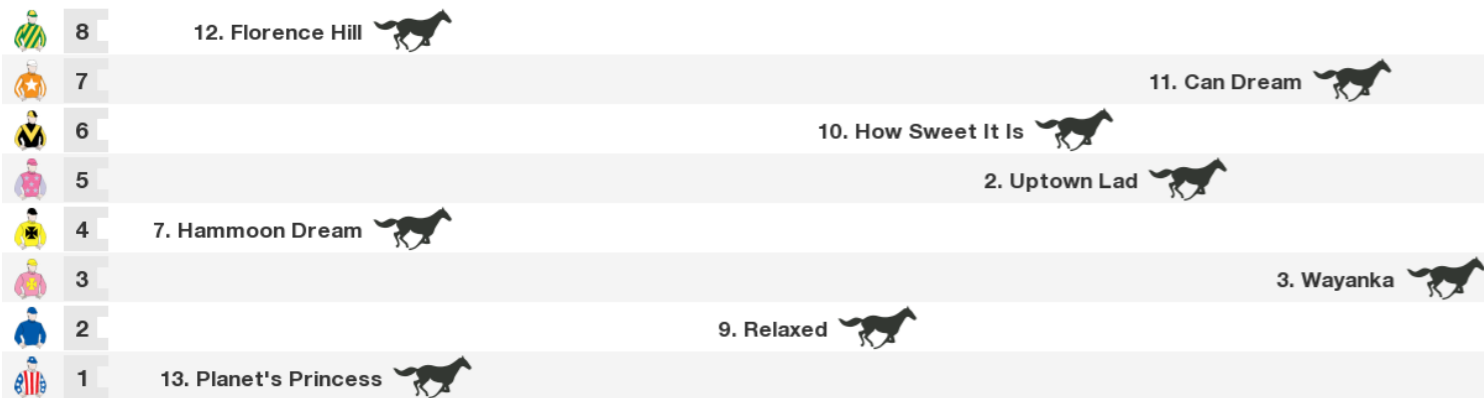 8 12. Florence Hill
7 11. Can Dream
6 10. How Sweet It Is
5 2. Uptown Lad
4 7. Hammoon Dream
3 3. Wayanka
2 9. Relaxed
1 13. Planet's Princess